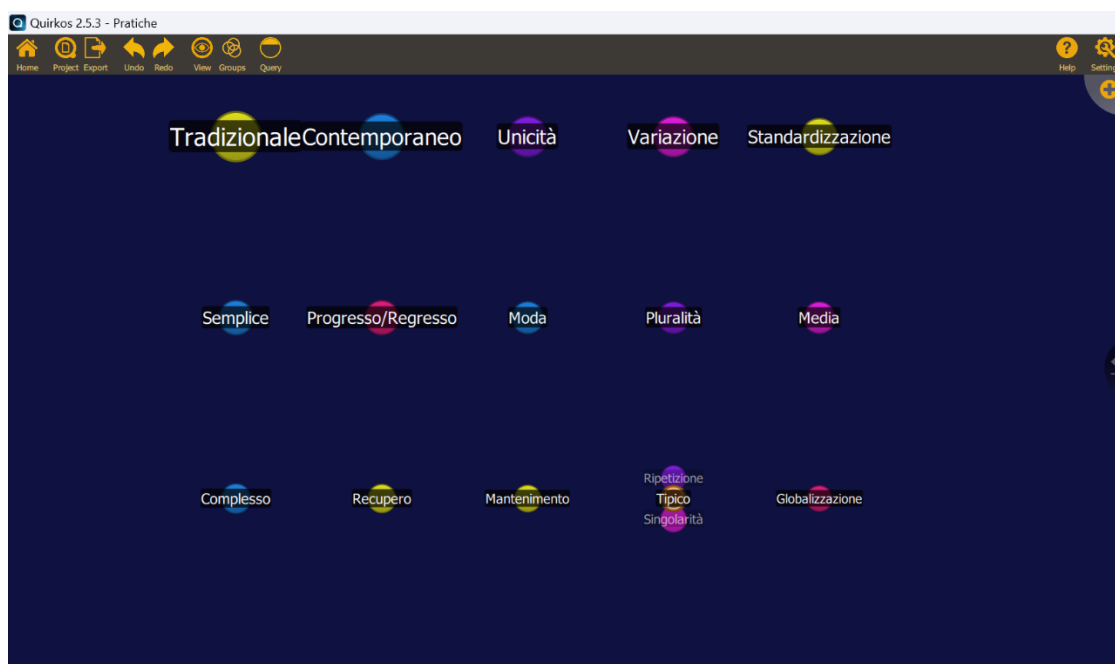 Quirkos 2.5.3 - Pratiche
Home Project Export Undo Redo View Groups Query Help Setting
Tradizionale Contemporaneo Unicità Variazione Standardizzazione
Semplice Progresso/Regresso Moda Pluralità Media
Ripetizione
Complesso Recupero Mantenimento Tipico Globalizzazione
Singolarità